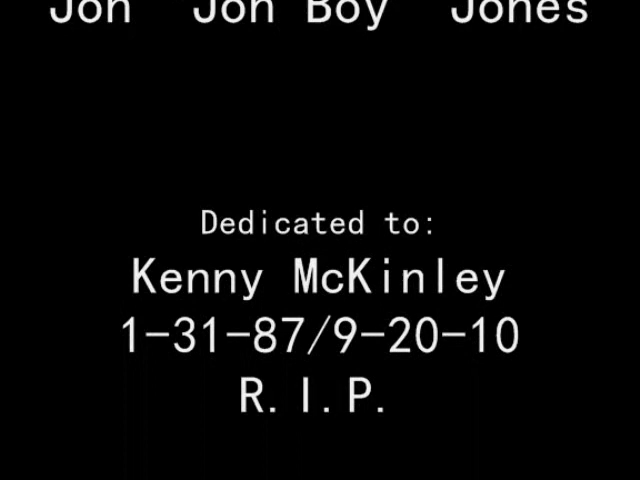 Jon Jon Boy Jones
Dedicated to:
Kenny McKinley
1-31-87/9-20-10
R.I.P.